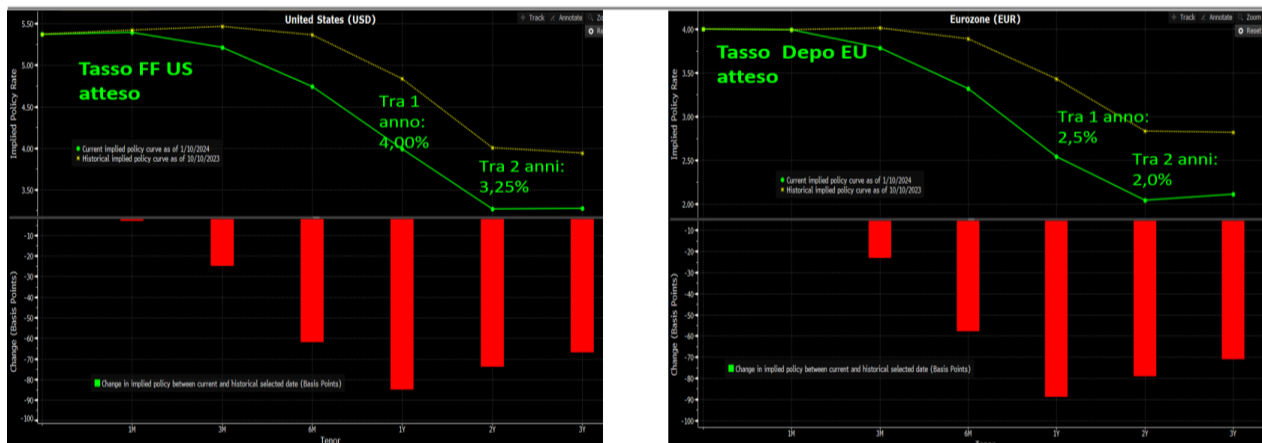 United States (USD)
Track
Annotate
Zo
Re
5.50
5.00
4.50
4.00
3.50
Implied Policy Rate
Tasso FF US
atteso
Tra 1
anno:
4,00%
Tra 2 anni:
3,25%
Current implied policy curve as of 1/10/2024
Historical implied policy curve as of 10/10/2023
-10
-20
-30
-40
-50
-60
-70
-80
-90
-100
Change (Basis Points)
Change in implied policy between current and historical selected date (Basis Points)
1M
3M
6M
1Y
2Y
3Y
Tenor
Eurozone (EUR)
Track
Annotate
Zoom
Reset
4.00
3.50
3.00
2.50
2.00
Implied Policy Rate
Tasso Depo EU
atteso
Tra 1 anno:
2,5%
Tra 2 anni:
2,0%
Current implied policy curve as of 1/10/2024
Historical implied policy curve as of 10/10/2023
-10
-20
-30
-40
-50
-60
-70
-80
-90
-100
Change (Basis Points)
Change in implied policy between current and historical selected date (Basis Points)
1M
3M
6M
1Y
2Y
3Y
Tenor